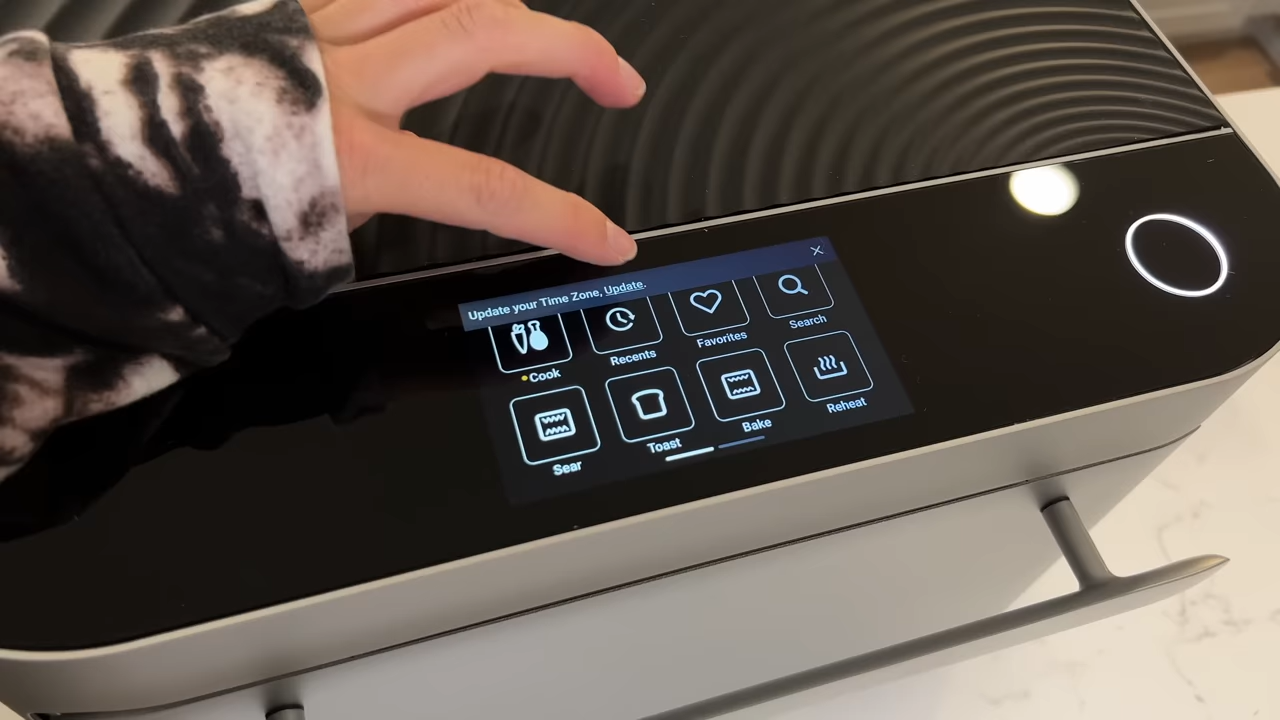 Update your Time Zone, Update.
Cook
Recents
Favorites
Search
Sear
Toast
Bake
Reheat